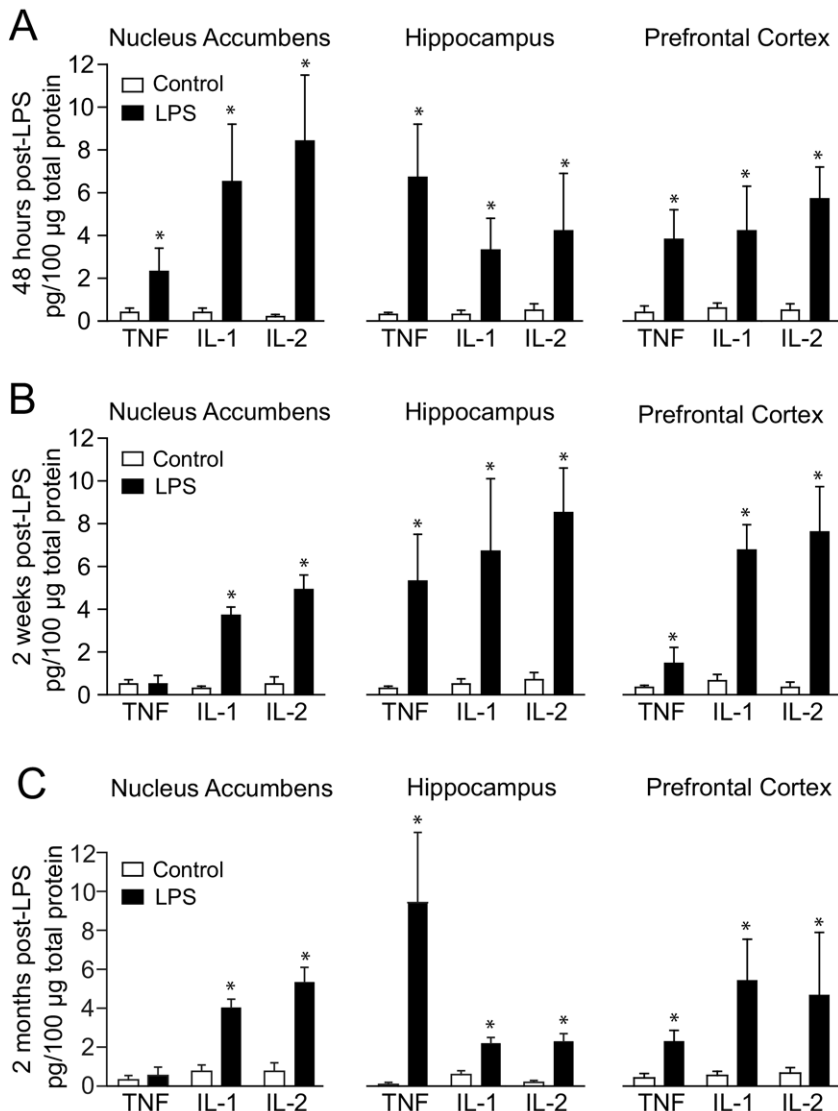 A
Nucleus Accumbens Hippocampus Prefrontal Cortex
48 hours post-LPS
pg/100 µg total protein
12
10
8
6
4
2
0
Control
LPS
* * * * * * * * *
TNF IL-1 IL-2 TNF IL-1 IL-2 TNF IL-1 IL-2
B
Nucleus Accumbens Hippocampus Prefrontal Cortex
2 weeks post-LPS
pg/100 µg total protein
12
10
8
6
4
2
0
Control
LPS
* * * * * * * *
TNF IL-1 IL-2 TNF IL-1 IL-2 TNF IL-1 IL-2
C
Nucleus Accumbens Hippocampus Prefrontal Cortex
2 months post-LPS
pg/100 µg total protein
12
10
8
6
4
2
0
Control
LPS
* * * * * * * *
TNF IL-1 IL-2 TNF IL-1 IL-2 TNF IL-1 IL-2